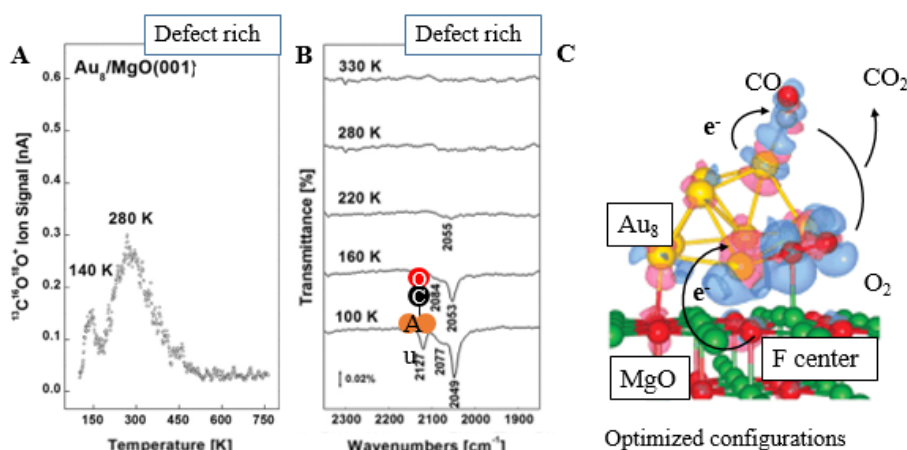 A
Defect rich
Au₈/MgO(001}
¹³C¹⁶O¹⁸O⁺ Ion Signal [nA]
0.6
0.5
0.4
0.3
0.2
0.1
0.0
280 K
140 K
150 300 450 600 750
Temperature [K]
B
Defect rich
Transmittance [%]
330 K
280 K
220 K
2055
160 K
O
C
2084
2053
100 K
A
u
2127
2077
2049
0.02%
2300 2200 2100 2000 1900
Wavenumbers [cm⁻¹]
C
CO
CO₂
e⁻
Au₈
O₂
e⁻
F center
MgO
Optimized configurations